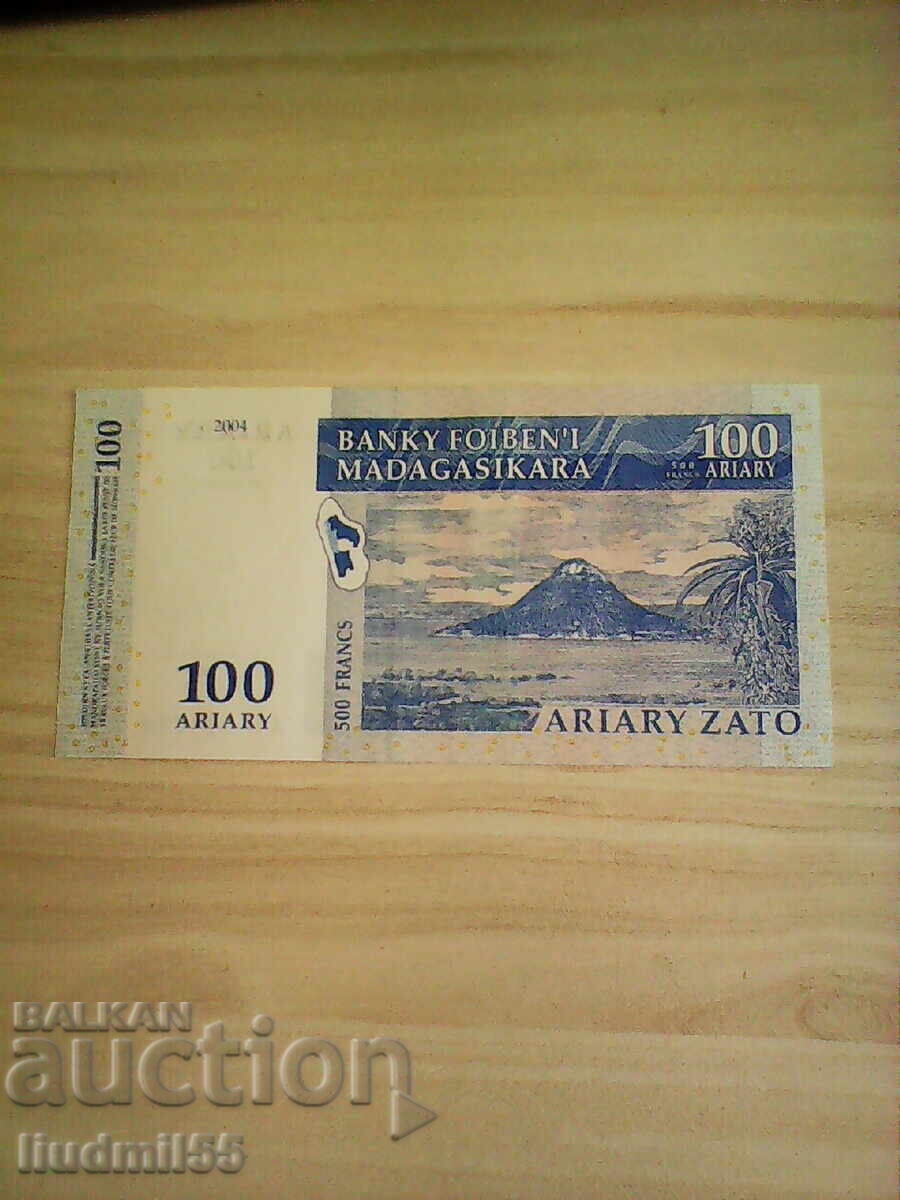 2004
BANKY FOIBEN'I
MADAGASIKARA
500
FRANCS
100
ARIARY
100
500 FRANCS
100
ARIARY
ARIARY ZATO
BALKAN
auction
liudmil55